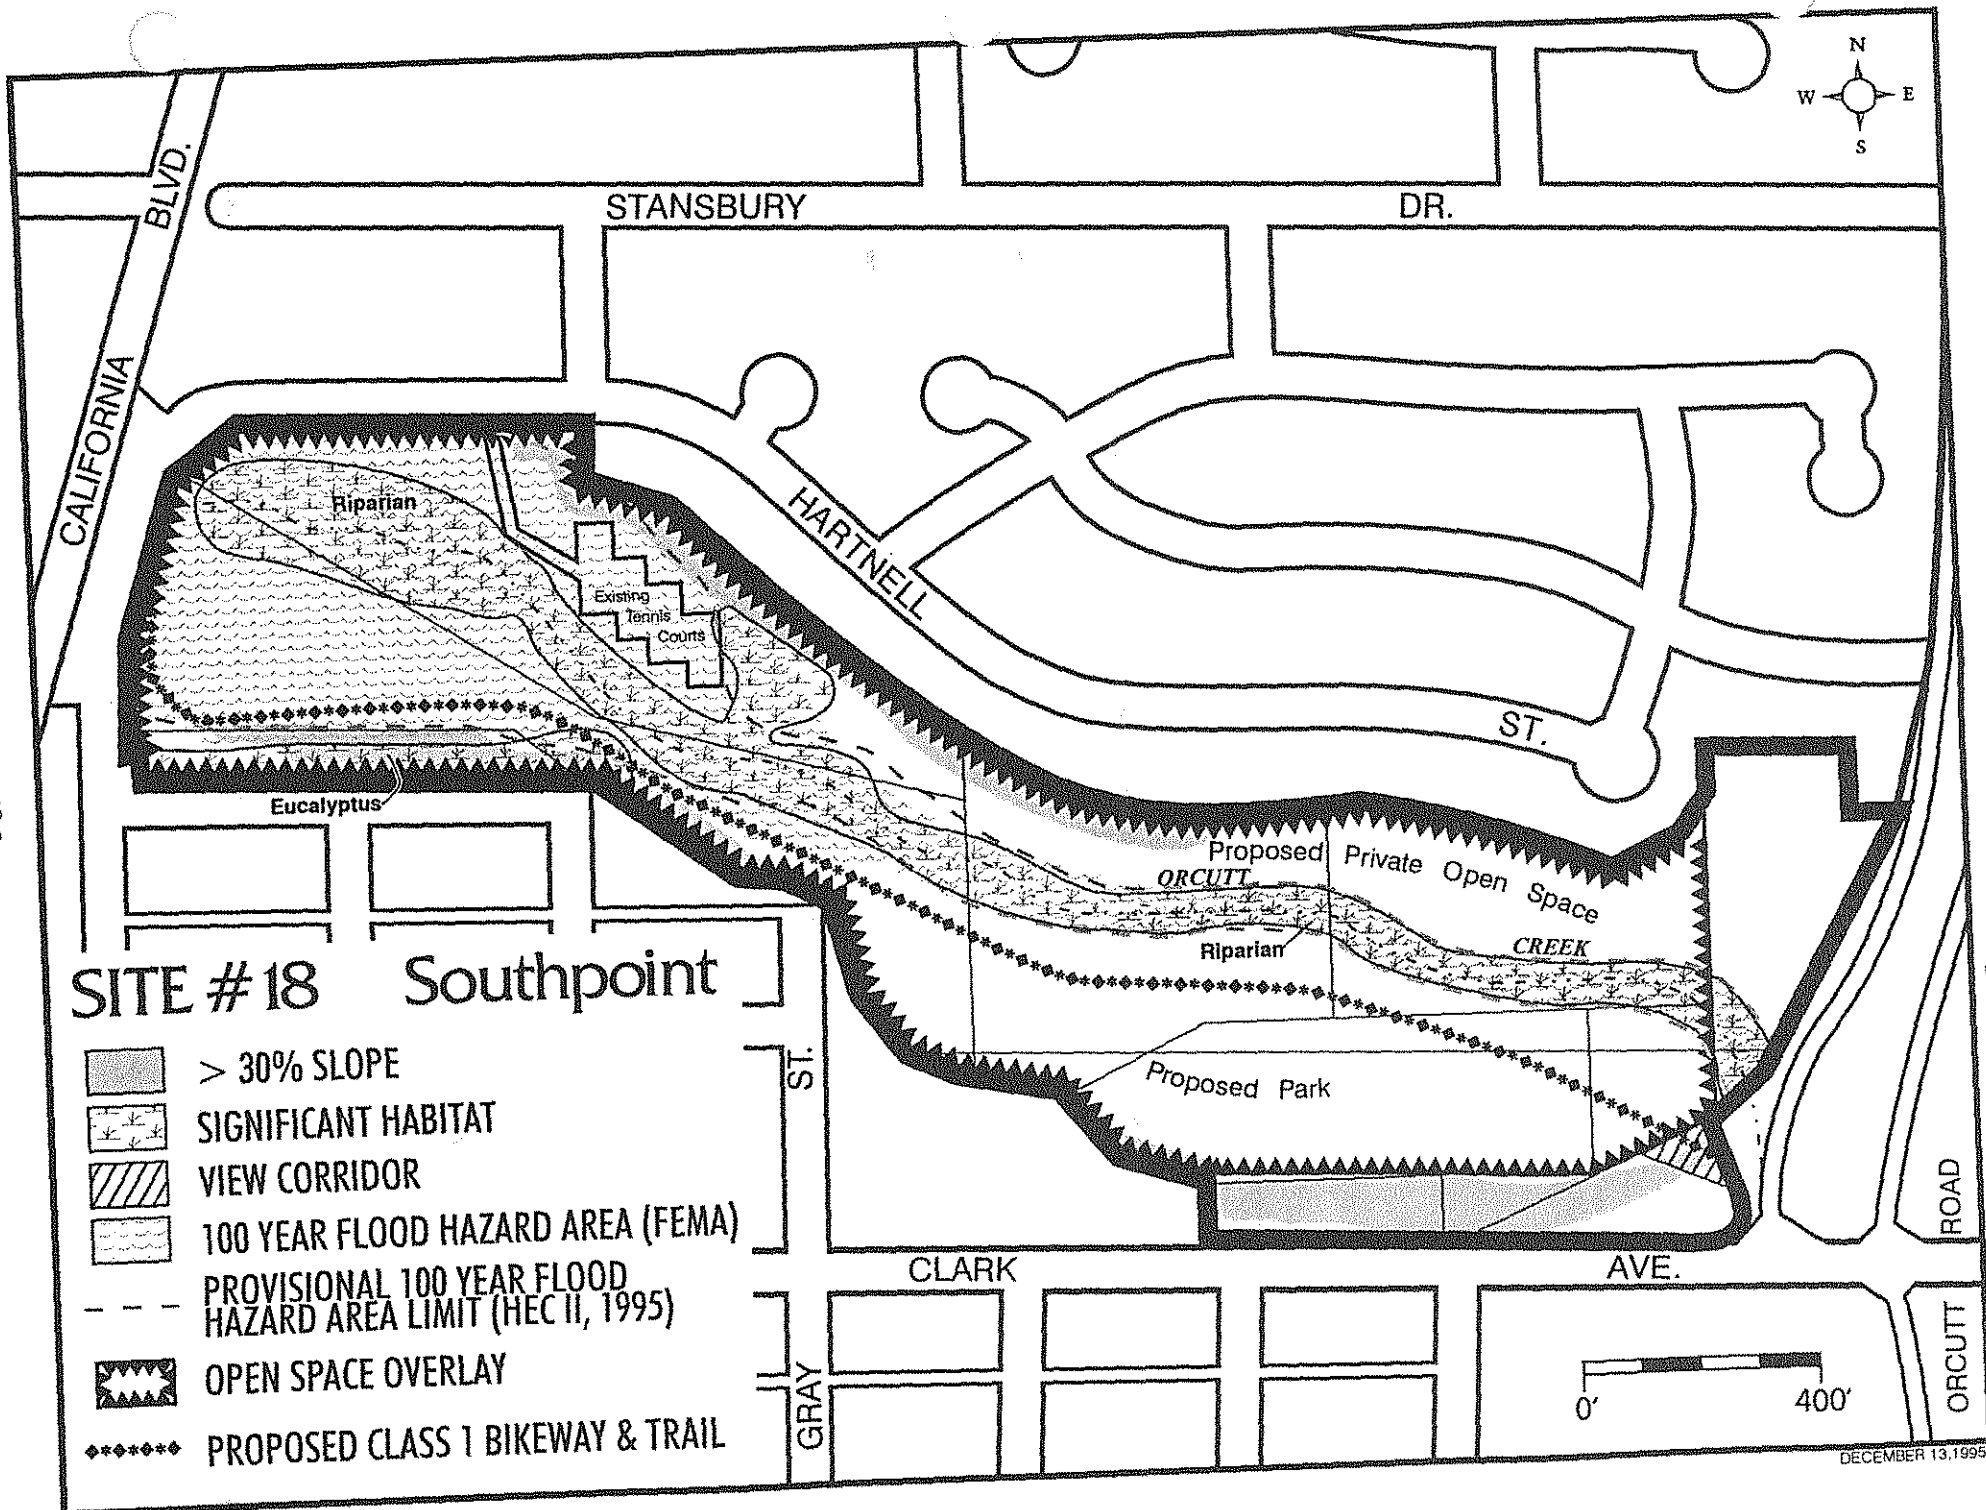 N
W E
S
STANSBURY DR.
CALIFORNIA BLVD.
HARTNELL ST.
Riparian
Existing
Tennis
Courts
Eucalyptus
Proposed Private Open Space
ORCUTT CREEK
Riparian
Proposed Park
SITE #18 Southpoint
> 30% SLOPE
SIGNIFICANT HABITAT
VIEW CORRIDOR
100 YEAR FLOOD HAZARD AREA (FEMA)
PROVISIONAL 100 YEAR FLOOD
HAZARD AREA LIMIT (HEC II, 1995)
OPEN SPACE OVERLAY
PROPOSED CLASS 1 BIKEWAY & TRAIL
GRAY ST.
CLARK AVE.
ORCUTT ROAD
0' 400'
DECEMBER 13,1995